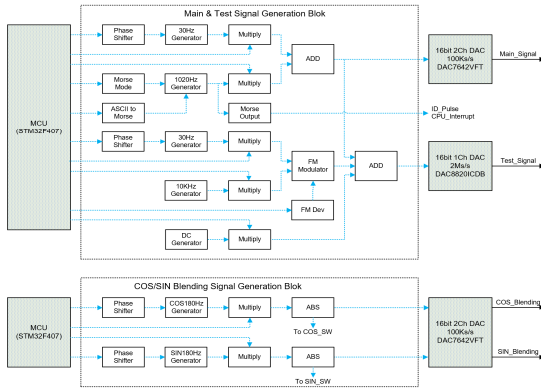 Main & Test Signal Generation Blok
Phase
Shifter
30Hz
Generator
Multiply
ADD
16bit 2Ch DAC
100Ks/s
DAC7642VFT
Main_Signal
Morse
Mode
1020Hz
Generator
Multiply
MCU
(STM32F407)
ASCII to
Morse
Morse
Output
ID_Pulse
CPU_Interrupt
Phase
Shifter
30Hz
Generator
Multiply
FM
Modulator
ADD
16bit 1Ch DAC
2Ms/s
DAC8820ICDB
Test_Signal
10KHz
Generator
Multiply
FM Dev
DC
Generator
Multiply
COS/SIN Blending Signal Generation Blok
MCU
(STM32F407)
Phase
Shifter
COS180Hz
Generator
Multiply
ABS
To COS_SW
COS_Blending
16bit 2Ch DAC
100Ks/s
DAC7642VFT
Phase
Shifter
SIN180Hz
Generator
Multiply
ABS
To SIN_SW
SIN_Blending